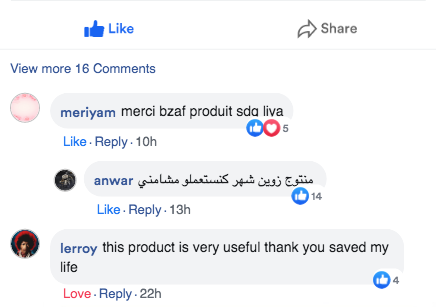 Like Share
View more 16 Comments
meriyam merci bzaf produit sdq liya
5
Like · Reply · 10h
anwar منتوج زوين شهر كنستعملو مشامني
14
Like · Reply · 13h
lerroy this product is very useful thank you saved my
life
4
Love · Reply · 22h